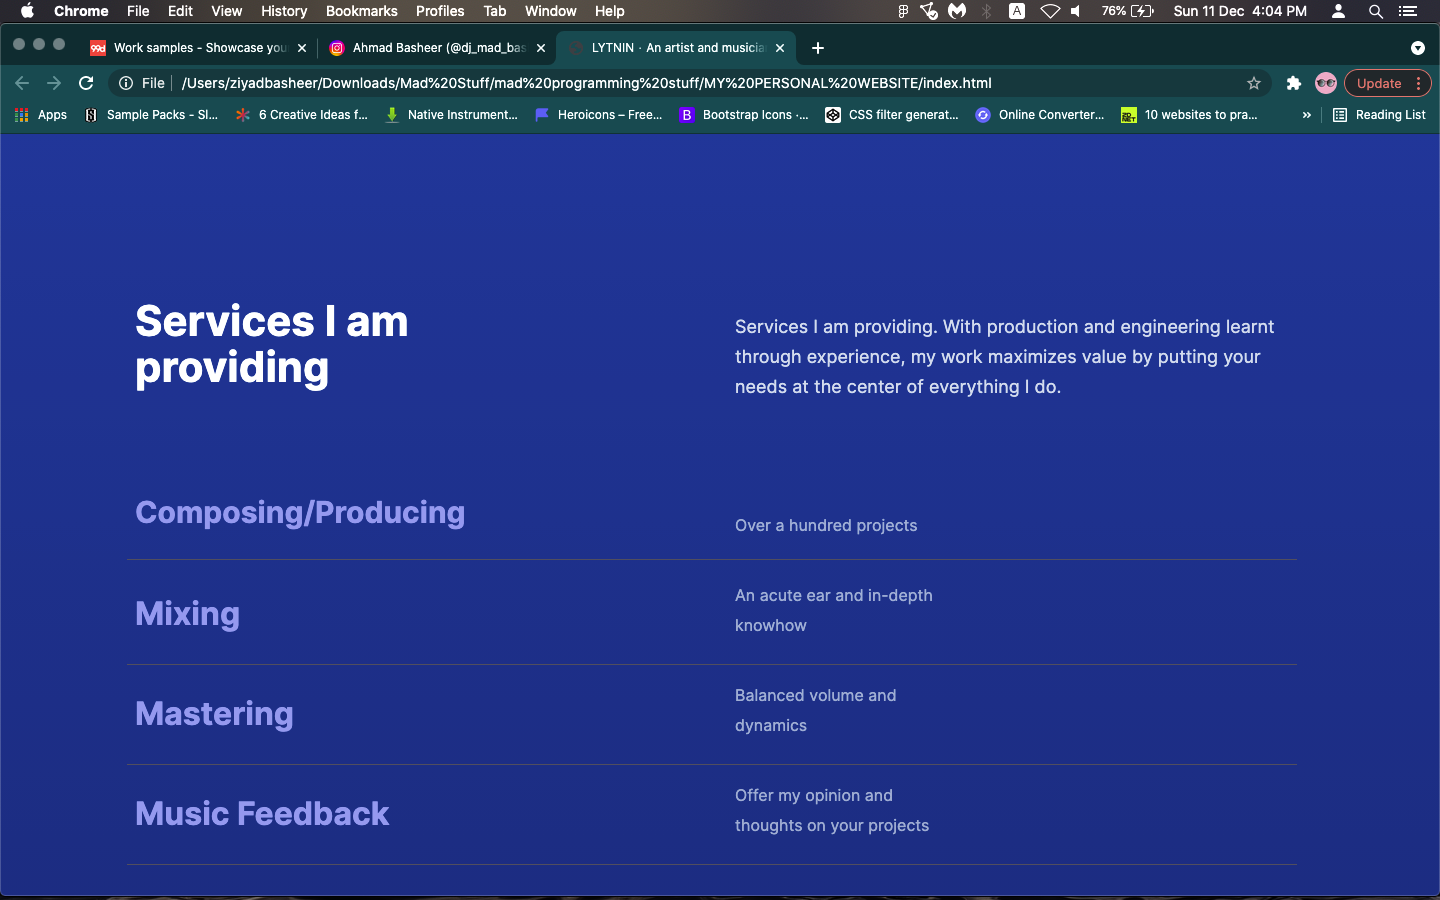 Chrome File Edit View History Bookmarks Profiles Tab Window Help A 76% Sun 11 Dec 4:04 PM
99d Work samples - Showcase you Ahmad Basheer (@dj_mad_bas LYTNIN · An artist and musicia
File /Users/ziyadbasheer/Downloads/Mad%20Stuff/mad%20programming%20stuff/MY%20PERSONAL%20WEBSITE/index.html Update
Apps Sample Packs - Sl... 6 Creative Ideas f... Native Instrument... Heroicons – Free... B Bootstrap Icons ·... CSS filter generat... Online Converter... 10 websites to pra... » Reading List
Services I am
providing
Services I am providing. With production and engineering learnt
through experience, my work maximizes value by putting your
needs at the center of everything I do.
Composing/Producing
Over a hundred projects
Mixing
An acute ear and in-depth
knowhow
Mastering
Balanced volume and
dynamics
Music Feedback
Offer my opinion and
thoughts on your projects